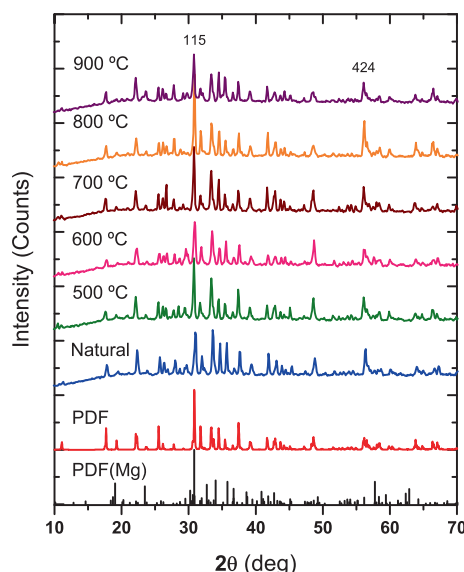 115
424
900 ºC
800 ºC
700 ºC
600 ºC
500 ºC
Natural
PDF
PDF(Mg)
Intensity (Counts)
10 20 30 40 50 60 70
2θ (deg)